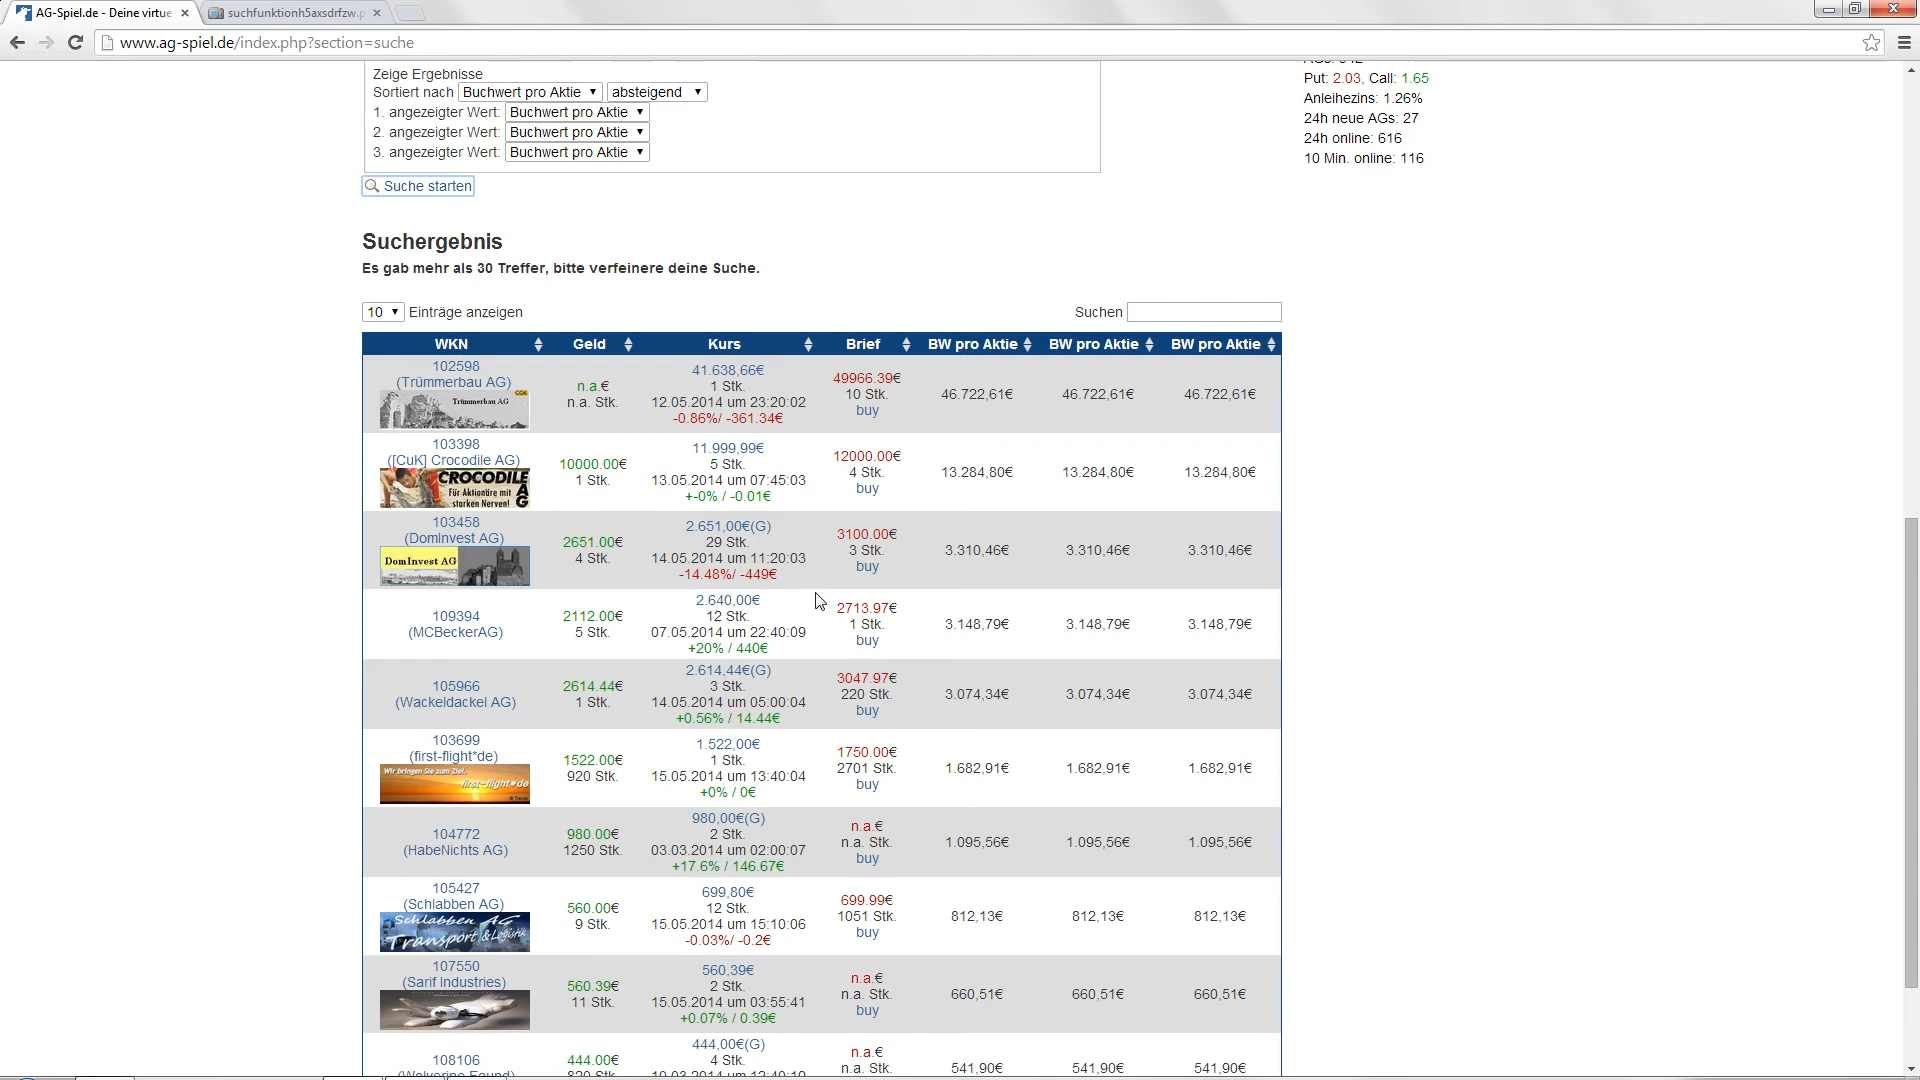 AG-Spiel.de - Deine virtue
suchfunktionh5axsdrfzw.p
www.ag-spiel.de/index.php?section=suche
Zeige Ergebnisse
Sortiert nach Buchwert pro Aktie absteigend
1. angezeigter Wert: Buchwert pro Aktie
2. angezeigter Wert: Buchwert pro Aktie
3. angezeigter Wert: Buchwert pro Aktie
Suche starten
Put: 2.03, Call: 1.65
Anleihezins: 1.26%
24h neue AGs: 27
24h online: 616
10 Min. online: 116
Suchergebnis
Es gab mehr als 30 Treffer, bitte verfeinere deine Suche.
10 Einträge anzeigen
Suchen
WKN Geld Kurs Brief BW pro Aktie BW pro Aktie BW pro Aktie
102598
(Trümmerbau AG)
Trümmerbau AG
CGK
n.a.€
n.a. Stk.
41.638,66€
1 Stk.
12.05.2014 um 23:20:02
-0.86%/ -361.34€
49966.39€
10 Stk.
buy
46.722,61€ 46.722,61€ 46.722,61€
103398
([CuK] Crocodile AG)
CROCODILE AG
Für Aktionäre mit
starken Nerven!
10000.00€
1 Stk.
11.999,99€
5 Stk.
13.05.2014 um 07:45:03
+-0% / -0.01€
12000.00€
4 Stk.
buy
13.284,80€ 13.284,80€ 13.284,80€
103458
(DomInvest AG)
DomInvest AG
2651.00€
4 Stk.
2.651,00€(G)
29 Stk.
14.05.2014 um 11:20:03
-14.48%/ -449€
3100.00€
3 Stk.
buy
3.310,46€ 3.310,46€ 3.310,46€
109394
(MCBeckerAG)
2112.00€
5 Stk.
2.640,00€
12 Stk.
07.05.2014 um 22:40:09
+20% / 440€
2713.97€
1 Stk.
buy
3.148,79€ 3.148,79€ 3.148,79€
105966
(Wackeldackel AG)
2614.44€
1 Stk.
2.614,44€(G)
3 Stk.
14.05.2014 um 05:00:04
+0.56% / 14.44€
3047.97€
220 Stk.
buy
3.074,34€ 3.074,34€ 3.074,34€
103699
(first-flight*de)
Wir bringen Sie zum Ziel.
first-flight*de
1522.00€
920 Stk.
1.522,00€
1 Stk.
15.05.2014 um 13:40:04
+0% / 0€
1750.00€
2701 Stk.
buy
1.682,91€ 1.682,91€ 1.682,91€
104772
(HabeNichts AG)
980.00€
1250 Stk.
980,00€(G)
2 Stk.
03.03.2014 um 02:00:07
+17.6% / 146.67€
n.a.€
n.a. Stk.
buy
1.095,56€ 1.095,56€ 1.095,56€
105427
(Schlabben AG)
Schlabben AG
Transport & Logistik
560.00€
9 Stk.
699,80€
12 Stk.
15.05.2014 um 15:10:06
-0.03%/ -0.2€
699.99€
1051 Stk.
buy
812,13€ 812,13€ 812,13€
107550
(Sarif Industries)
560.39€
11 Stk.
560,39€
2 Stk.
15.05.2014 um 03:55:41
+0.07% / 0.39€
n.a.€
n.a. Stk.
buy
660,51€ 660,51€ 660,51€
108106
444.00€
444,00€(G)
4 Stk.
n.a.€
n.a. Stk.
541,90€ 541,90€ 541,90€